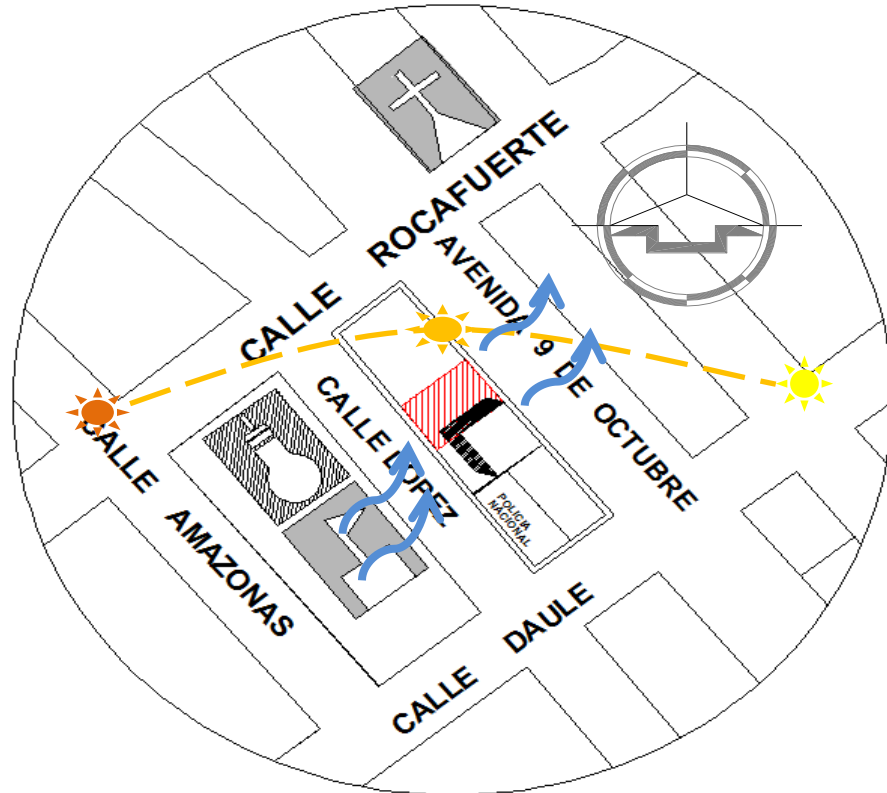 CALLE ROCAFUERTE
AVENIDA 9 DE OCTUBRE
CALLE LOPEZ
CALLE AMAZONAS
POLICIA
NACIONAL
CALLE DAULE